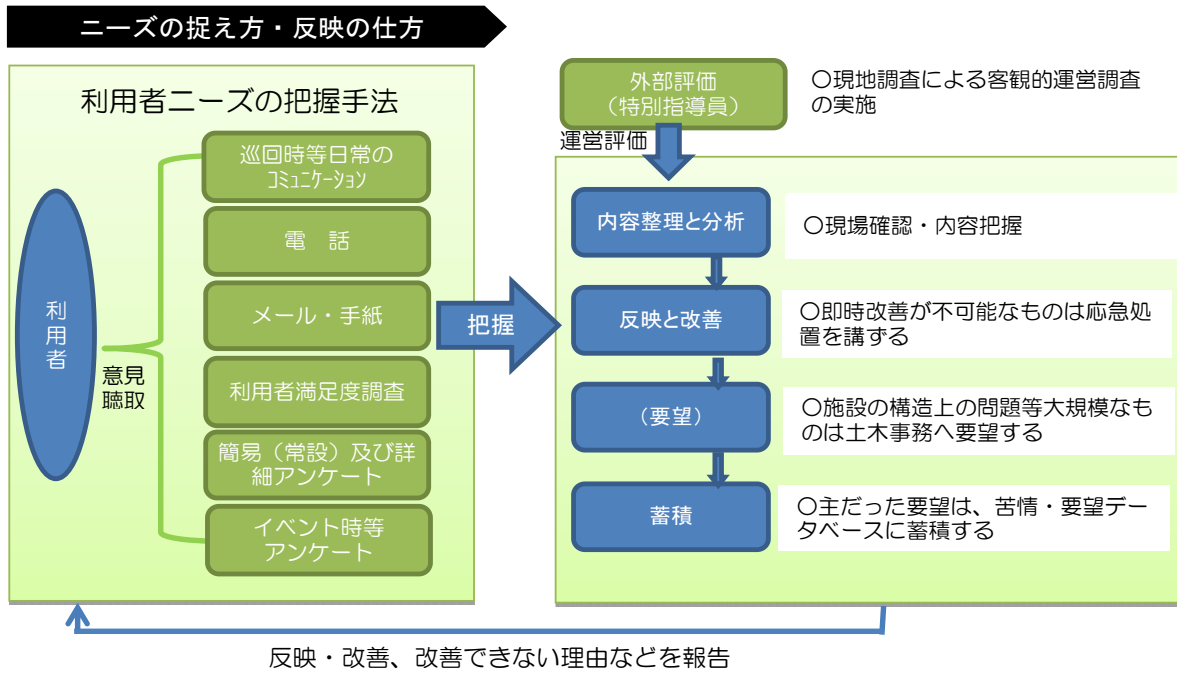 ニーズの捉え方・反映の仕方
利用者ニーズの把握手法
利用者
意見
聴取
巡回時等日常の
ｺﾐｭﾆｹｰｼｮﾝ
電　話
メール・手紙
利用者満足度調査
簡易（常設）及び詳
細アンケート
イベント時等
アンケート
把握
外部評価
（特別指導員）
〇現地調査による客観的運営調査
の実施
運営評価
内容整理と分析
〇現場確認・内容把握
反映と改善
〇即時改善が不可能なものは応急処
置を講ずる
（要望）
〇施設の構造上の問題等大規模なも
のは土木事務へ要望する
蓄積
〇主だった要望は、苦情・要望デー
タベースに蓄積する
反映・改善、改善できない理由などを報告